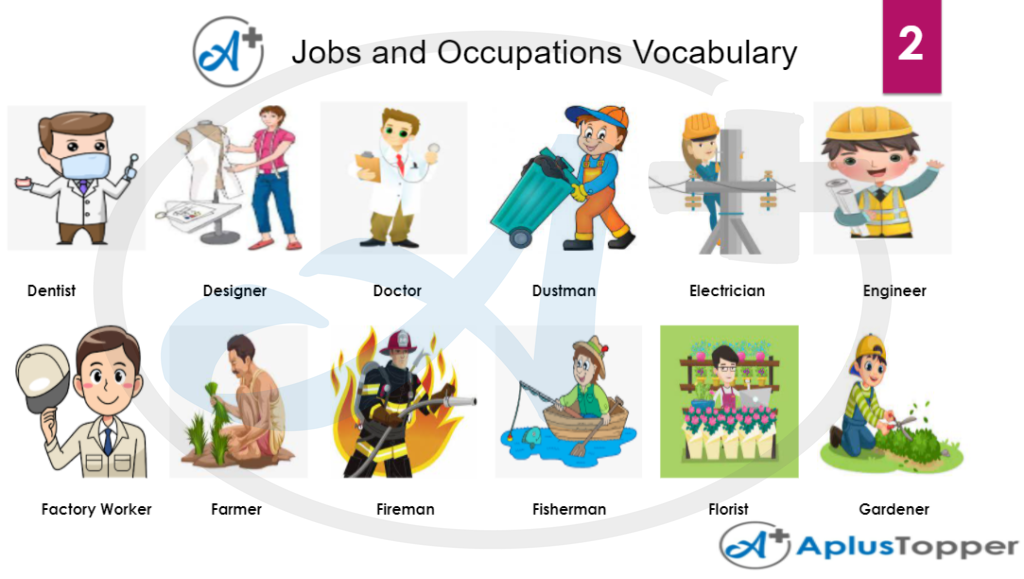 A+ Jobs and Occupations Vocabulary 2
Dentist Designer Doctor Dustman Electrician Engineer
Factory Worker Farmer Fireman Fisherman Florist Gardener
A+ AplusTopper